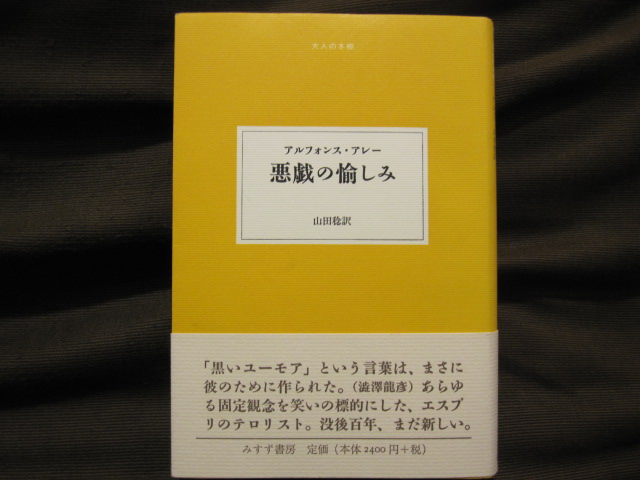 大人の本棚
アルフォンス・アレー
悪戯の愉しみ
山田稔訳
「黒いユーモア」という言葉は、まさに
彼のために作られた。（澁澤龍彥）あらゆ
る固定観念を笑いの標的にした、エスプ
リのテロリスト。没後百年、まだ新しい。
みすず書房 定価（本体2400円＋税）